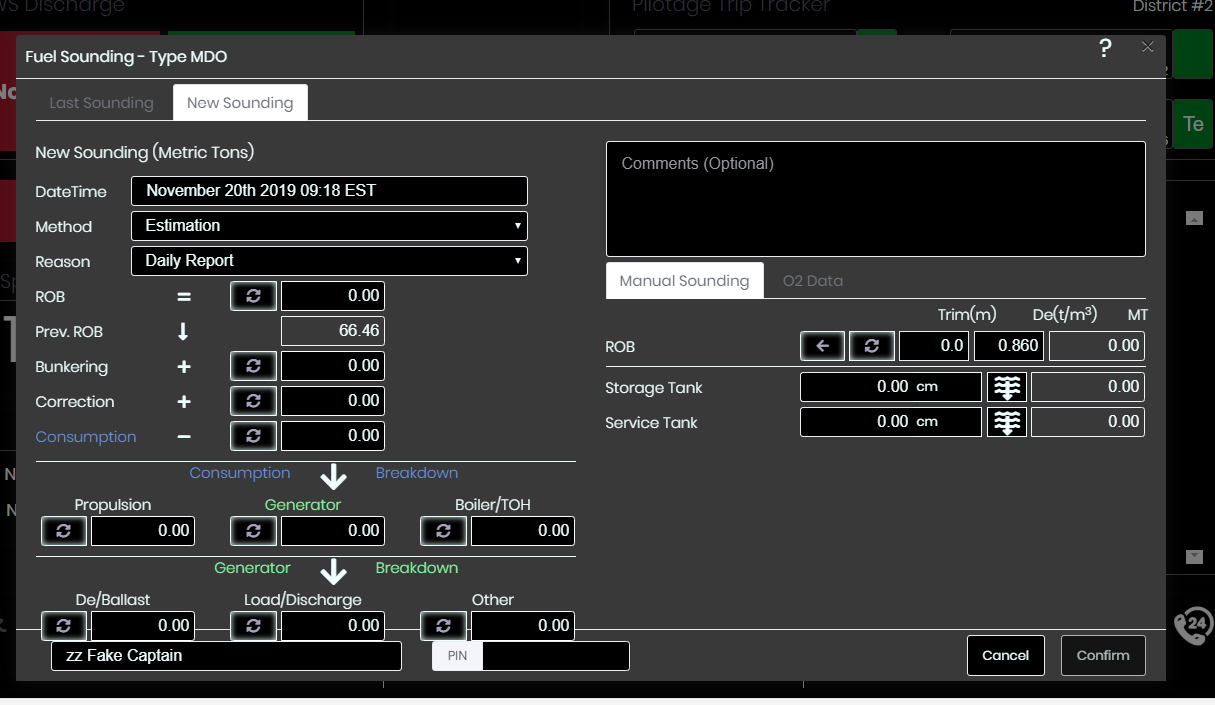 WS Discharge
Pilotage Trip Tracker
District #2
Fuel Sounding - Type MDO
?
Last Sounding
New Sounding
Te
New Sounding (Metric Tons)
DateTime November 20th 2019 09:18 EST
Method Estimation
Reason Daily Report
ROB = 0.00
Prev. ROB 66.46
Bunkering + 0.00
Correction + 0.00
Consumption - 0.00
Consumption Breakdown
Propulsion Generator Boiler/TOH
0.00 0.00 0.00
Generator Breakdown
De/Ballast Load/Discharge Other
0.00 0.00 0.00
Comments (Optional)
Manual Sounding O2 Data
Trim(m) De(t/m³) MT
ROB 0.0 0.860 0.00
Storage Tank 0.00 cm 0.00
Service Tank 0.00 cm 0.00
24
zz Fake Captain PIN
Cancel Confirm